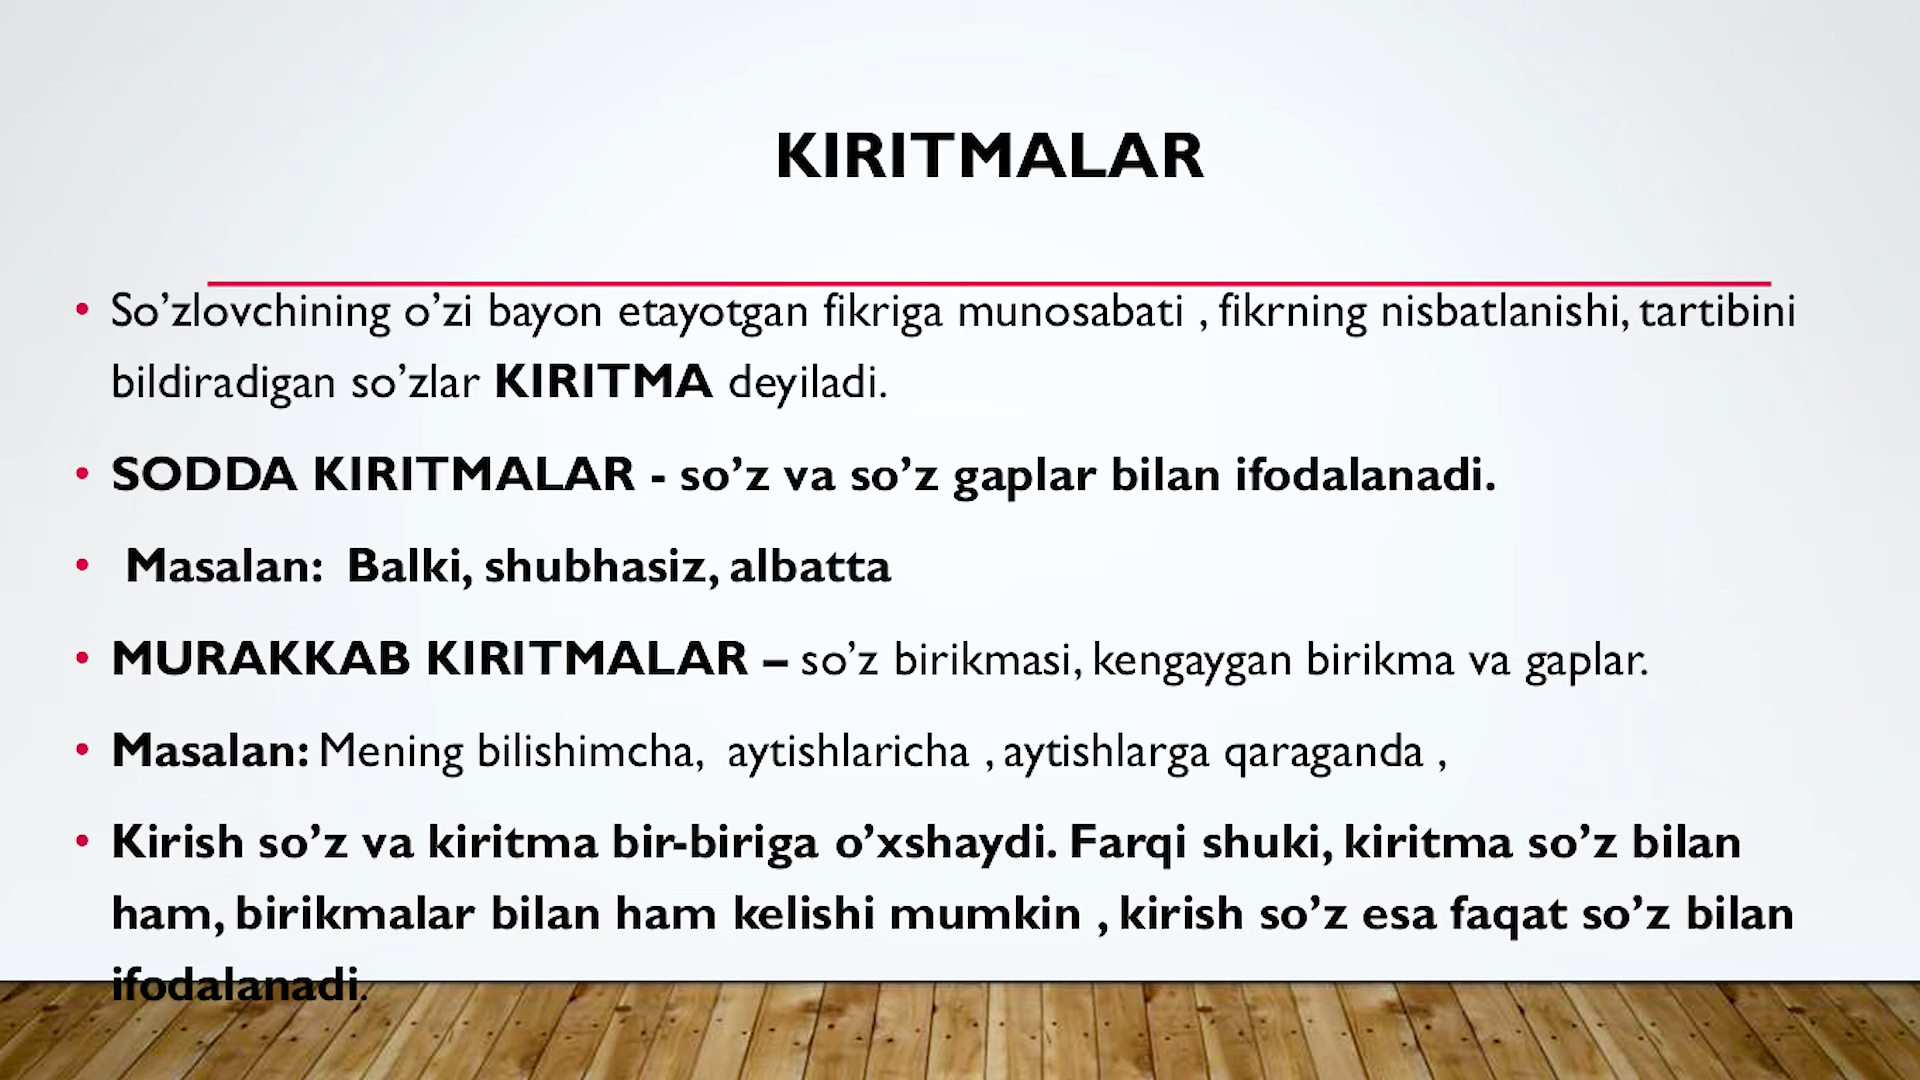 KIRITMALAR
• So’zlovchining o’zi bayon etayotgan fikriga munosabati , fikrning nisbatlanishi, tartibini
bildiradigan so’zlar KIRITMA deyiladi.
• SODDA KIRITMALAR - so’z va so’z gaplar bilan ifodalanadi.
• Masalan: Balki, shubhasiz, albatta
• MURAKKAB KIRITMALAR – so’z birikmasi, kengaygan birikma va gaplar.
• Masalan: Mening bilishimcha, aytishlaricha , aytishlarga qaraganda ,
• Kirish so’z va kiritma bir-biriga o’xshaydi. Farqi shuki, kiritma so’z bilan
ham, birikmalar bilan ham kelishi mumkin , kirish so’z esa faqat so’z bilan
ifodalanadi.